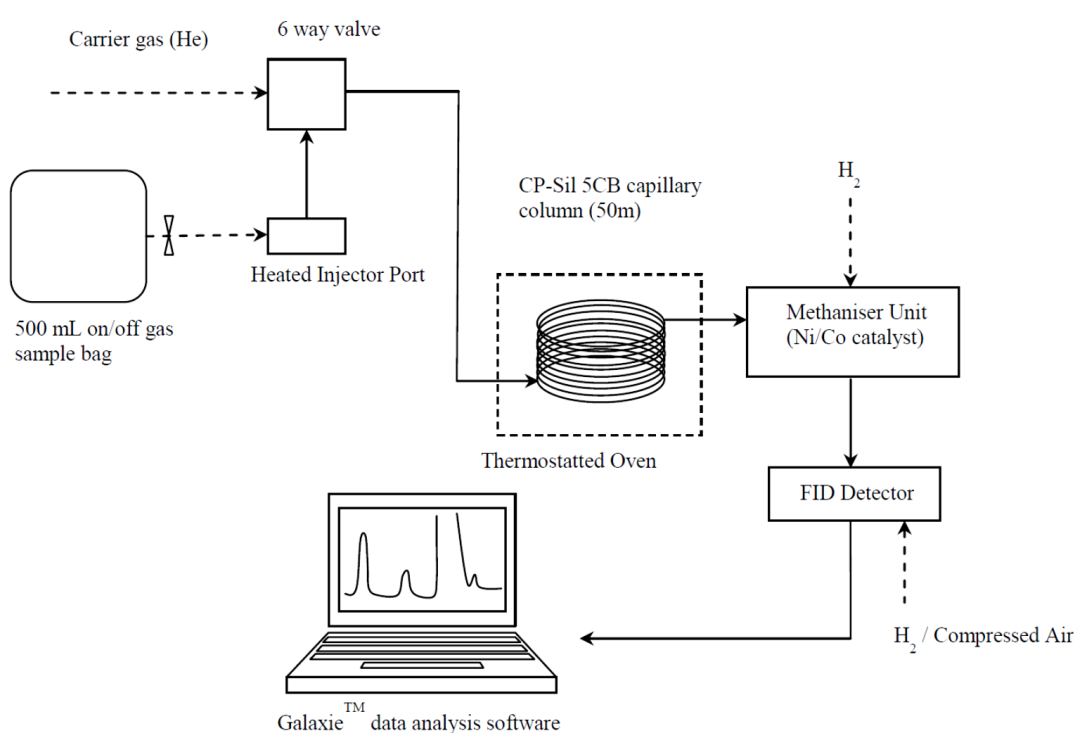 6 way valve
Carrier gas (He)
H2
CP-Sil 5CB capillary
column (50m)
Heated Injector Port
500 mL on/off gas
sample bag
Methaniser Unit
(Ni/Co catalyst)
Thermostatted Oven
FID Detector
H2 / Compressed Air
Galaxie™ data analysis software